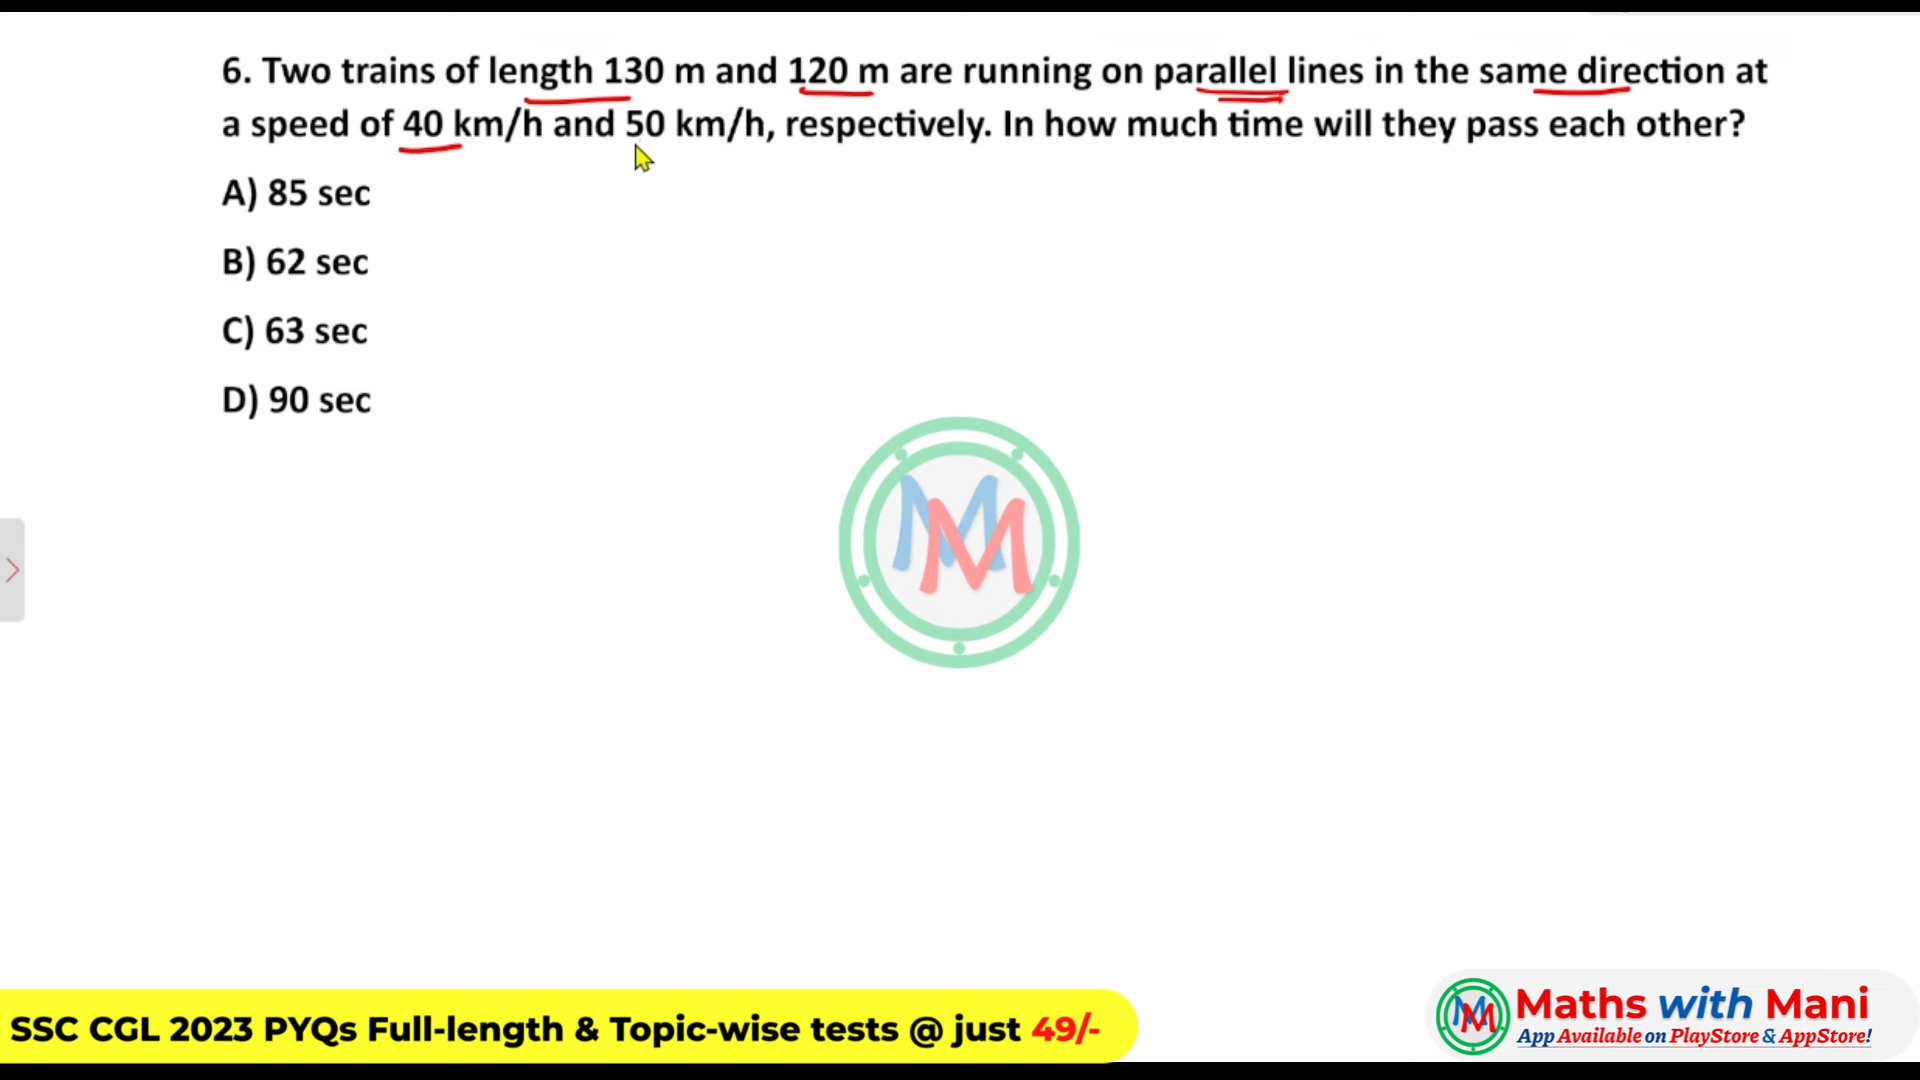 6. Two trains of length 130 m and 120 m are running on parallel lines in the same direction at
a speed of 40 km/h and 50 km/h, respectively. In how much time will they pass each other?
A) 85 sec
B) 62 sec
C) 63 sec
D) 90 sec
MM
SSC CGL 2023 PYQs Full-length & Topic-wise tests @ just 49/-
MM
Maths with Mani
App Available on PlayStore & AppStore!